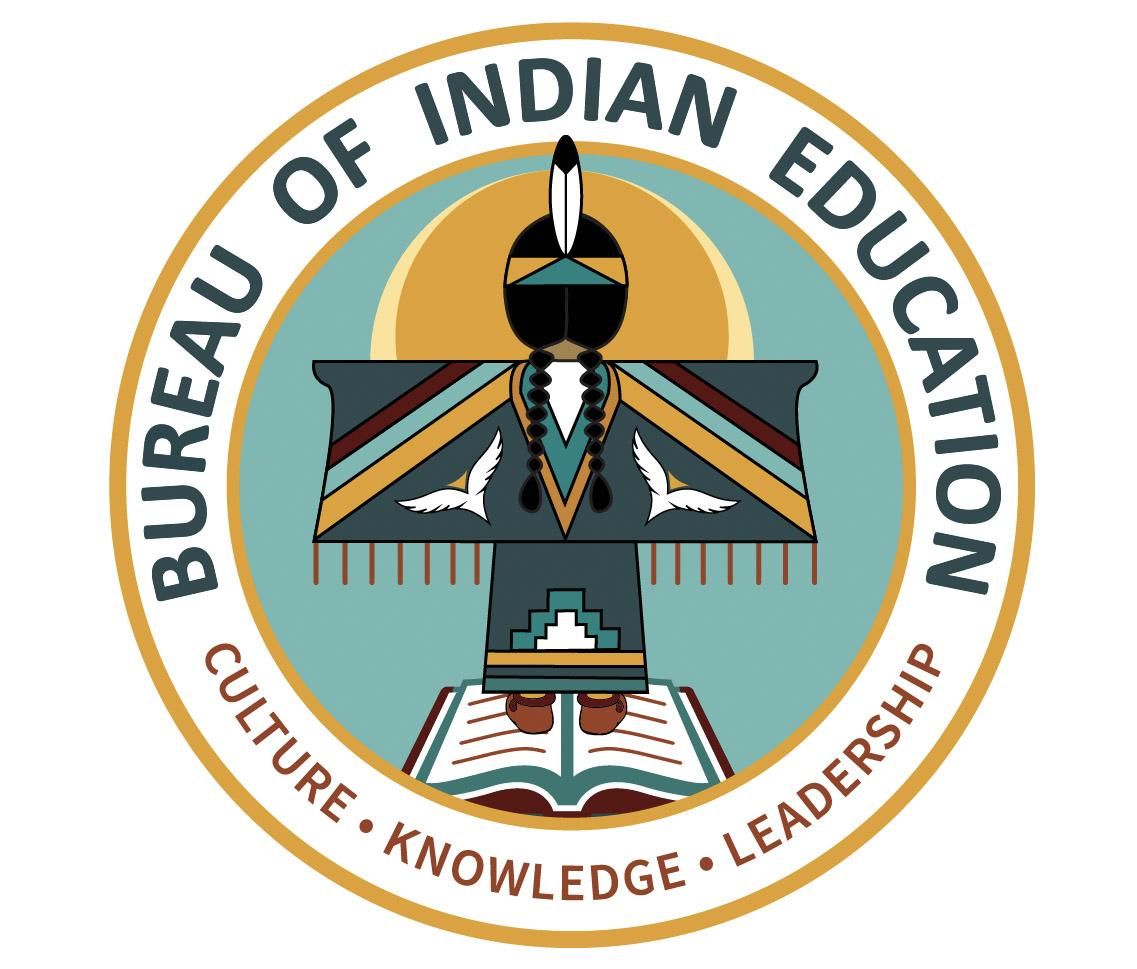 BUREAU OF INDIAN EDUCATION
CULTURE • KNOWLEDGE • LEADERSHIP